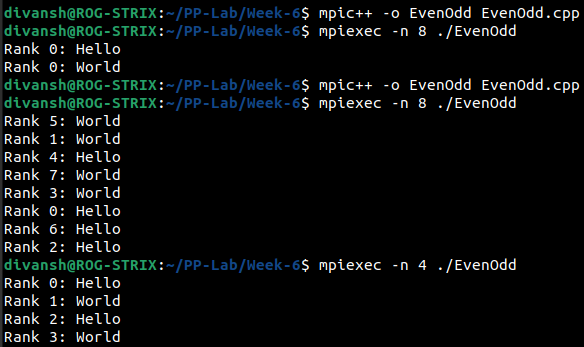 divansh@ROG-STRIX:~/PP-Lab/Week-6$ mpic++ -o EvenOdd EvenOdd.cpp
divansh@ROG-STRIX:~/PP-Lab/Week-6$ mpiexec -n 8 ./EvenOdd
Rank 0: Hello
Rank 0: World
divansh@ROG-STRIX:~/PP-Lab/Week-6$ mpic++ -o EvenOdd EvenOdd.cpp
divansh@ROG-STRIX:~/PP-Lab/Week-6$ mpiexec -n 8 ./EvenOdd
Rank 5: World
Rank 1: World
Rank 4: Hello
Rank 7: World
Rank 3: World
Rank 0: Hello
Rank 6: Hello
Rank 2: Hello
divansh@ROG-STRIX:~/PP-Lab/Week-6$ mpiexec -n 4 ./EvenOdd
Rank 0: Hello
Rank 1: World
Rank 2: Hello
Rank 3: World